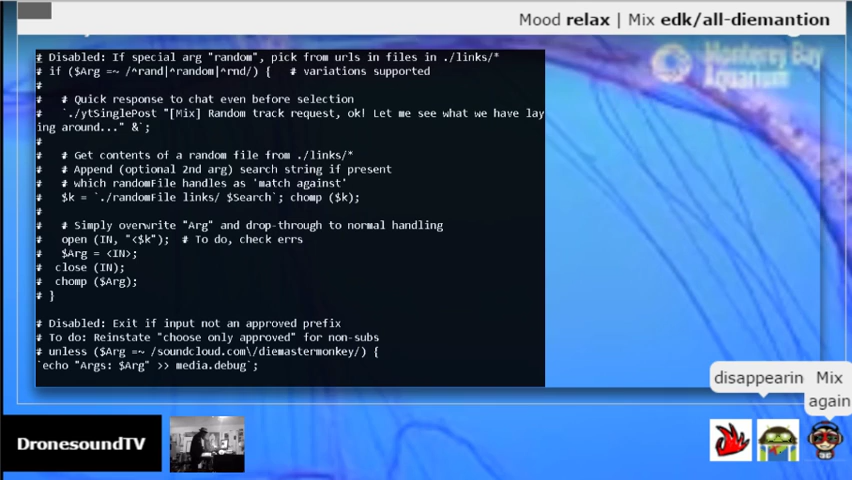 Mood relax | Mix edk/all-diemantion
Monterey Bay
Aquarium
# Disabled: If special arg "random", pick from urls in files in ./links/*
# if ($Arg =~ /^rand|^random|^rnd/) {   # variations supported
#
#   # Quick response to chat even before selection
#   `./ytSinglePost "[Mix] Random track request, ok! Let me see what we have lay
ing around..." &`;
#
#   # Get contents of a random file from ./links/*
#   # Append (optional 2nd arg) search string if present
#   # which randomFile handles as 'match against'
#   $k = `./randomFile links/ $Search`; chomp ($k);
#
#   # Simply overwrite "Arg" and drop-through to normal handling
#   open (IN, "<$k");  # To do, check errs
#   $Arg = <IN>;
#  close (IN);
#  chomp ($Arg);
# }
# Disabled: Exit if input not an approved prefix
# To do: Reinstate "choose only approved" for non-subs
# unless ($Arg =~ /soundcloud.com\/diemastermonkey/) {
`echo "Args: $Arg" >> media.debug`;
disappearin
Mix
again
DronesoundTV